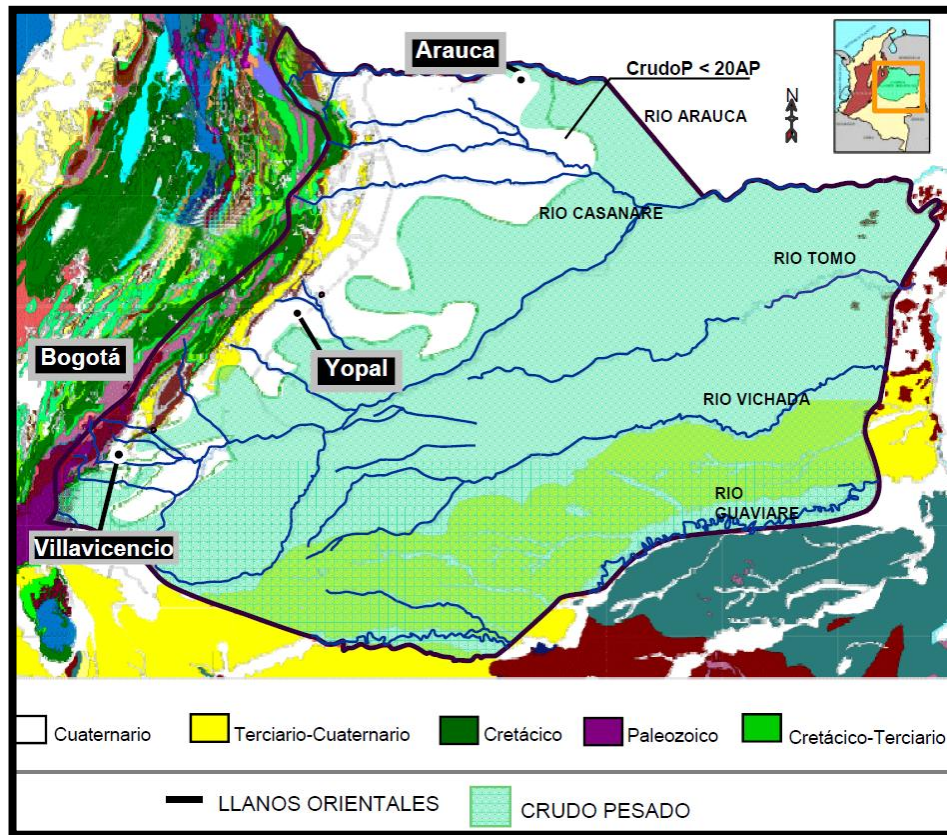 Arauca
CrudoP < 20AP
RIO ARAUCA
N
RIO CASANARE
RIO TOMO
Bogotá
Yopal
RIO VICHADA
RIO
GUAVIARE
Villavicencio
Cuaternario
Terciario-Cuaternario
Cretácico
Paleozoico
Cretácico-Terciario
LLANOS ORIENTALES
CRUDO PESADO